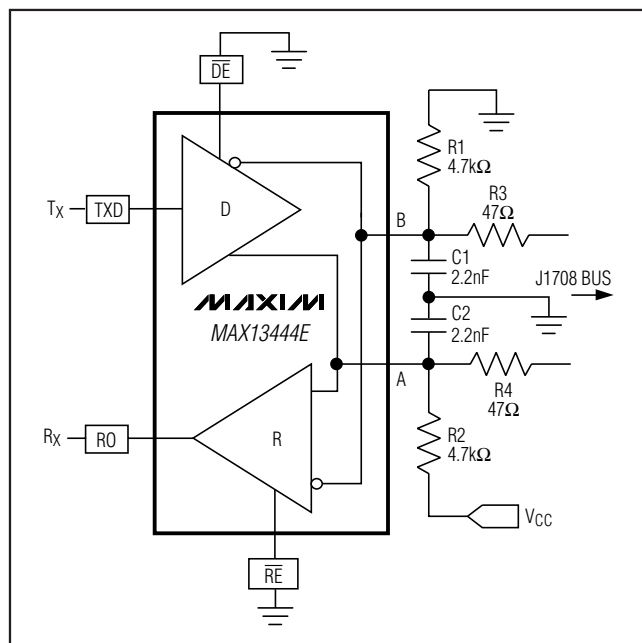 DE
R1
4.7kΩ
R3
47Ω
TX
TXD
D
B
C1
2.2nF
J1708 BUS
MAXIM
MAX13444E
C2
2.2nF
A
R4
47Ω
RX
RO
R
R2
4.7kΩ
VCC
RE